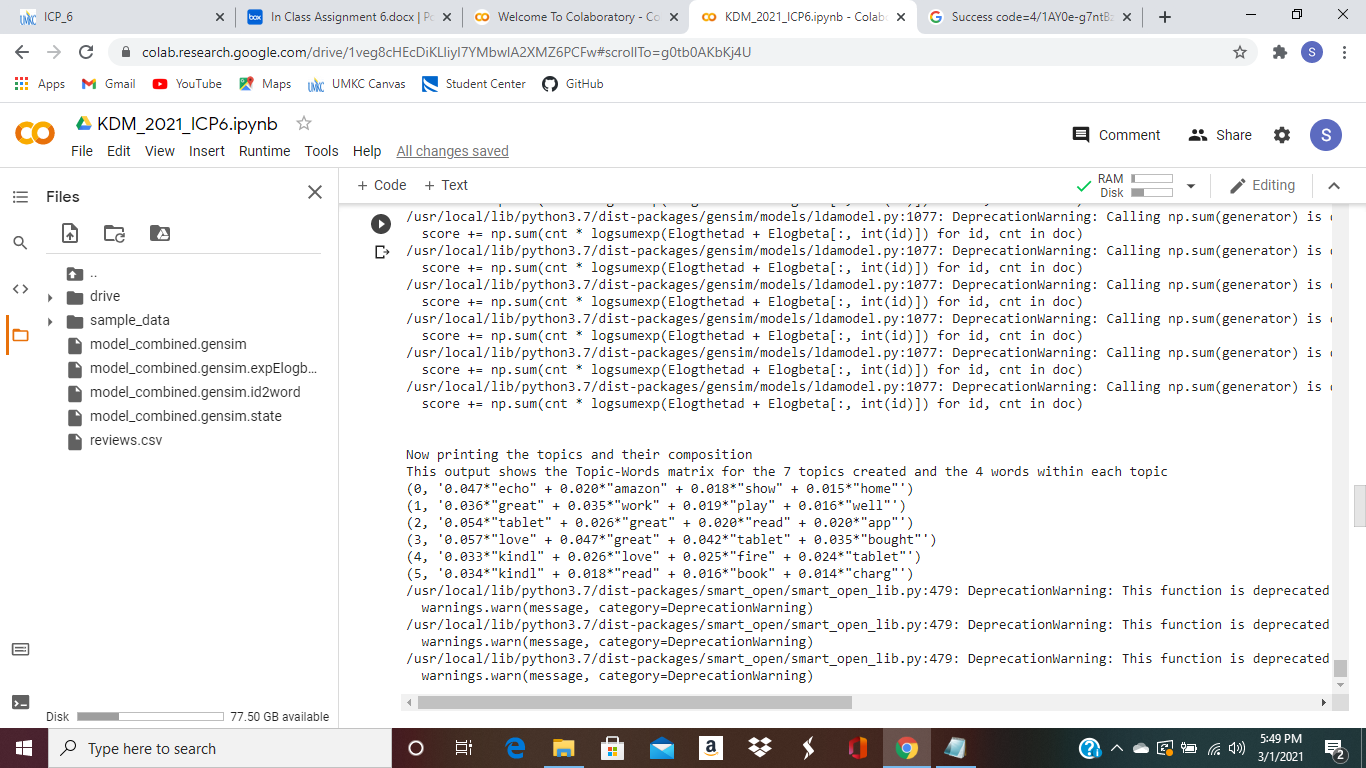 ICP_6
In Class Assignment 6.docx | Po
Welcome To Colaboratory - Co
KDM_2021_ICP6.ipynb - Colab
Success code=4/1AY0e-g7ntB
colab.research.google.com/drive/1veg8cHEcDiKLliyI7YMbwlA2XMZ6PCFw#scrollTo=g0tb0AKbKj4U
S
Apps
Gmail
YouTube
Maps
UMKC Canvas
Student Center
GitHub
KDM_2021_ICP6.ipynb
Comment
Share
S
File Edit View Insert Runtime Tools Help All changes saved
Files
+ Code + Text
RAM
Disk
Editing
..
drive
sample_data
model_combined.gensim
model_combined.gensim.expElogb...
model_combined.gensim.id2word
model_combined.gensim.state
reviews.csv
/usr/local/lib/python3.7/dist-packages/gensim/models/ldamodel.py:1077: DeprecationWarning: Calling np.sum(generator) is
score += np.sum(cnt * logsumexp(Elogthetad + Elogbeta[:, int(id)]) for id, cnt in doc)
/usr/local/lib/python3.7/dist-packages/gensim/models/ldamodel.py:1077: DeprecationWarning: Calling np.sum(generator) is
score += np.sum(cnt * logsumexp(Elogthetad + Elogbeta[:, int(id)]) for id, cnt in doc)
/usr/local/lib/python3.7/dist-packages/gensim/models/ldamodel.py:1077: DeprecationWarning: Calling np.sum(generator) is
score += np.sum(cnt * logsumexp(Elogthetad + Elogbeta[:, int(id)]) for id, cnt in doc)
/usr/local/lib/python3.7/dist-packages/gensim/models/ldamodel.py:1077: DeprecationWarning: Calling np.sum(generator) is
score += np.sum(cnt * logsumexp(Elogthetad + Elogbeta[:, int(id)]) for id, cnt in doc)
/usr/local/lib/python3.7/dist-packages/gensim/models/ldamodel.py:1077: DeprecationWarning: Calling np.sum(generator) is
score += np.sum(cnt * logsumexp(Elogthetad + Elogbeta[:, int(id)]) for id, cnt in doc)
/usr/local/lib/python3.7/dist-packages/gensim/models/ldamodel.py:1077: DeprecationWarning: Calling np.sum(generator) is
score += np.sum(cnt * logsumexp(Elogthetad + Elogbeta[:, int(id)]) for id, cnt in doc)
Now printing the topics and their composition
This output shows the Topic-Words matrix for the 7 topics created and the 4 words within each topic
(0, '0.047*"echo" + 0.020*"amazon" + 0.018*"show" + 0.015*"home"')
(1, '0.036*"great" + 0.035*"work" + 0.019*"play" + 0.016*"well"')
(2, '0.054*"tablet" + 0.026*"great" + 0.020*"read" + 0.020*"app"')
(3, '0.057*"love" + 0.047*"great" + 0.042*"tablet" + 0.035*"bought"')
(4, '0.033*"kindl" + 0.026*"love" + 0.025*"fire" + 0.024*"tablet"')
(5, '0.034*"kindl" + 0.018*"read" + 0.016*"book" + 0.014*"charg"')
/usr/local/lib/python3.7/dist-packages/smart_open/smart_open_lib.py:479: DeprecationWarning: This function is deprecated
warnings.warn(message, category=DeprecationWarning)
/usr/local/lib/python3.7/dist-packages/smart_open/smart_open_lib.py:479: DeprecationWarning: This function is deprecated
warnings.warn(message, category=DeprecationWarning)
/usr/local/lib/python3.7/dist-packages/smart_open/smart_open_lib.py:479: DeprecationWarning: This function is deprecated
warnings.warn(message, category=DeprecationWarning)
Disk
77.50 GB available
Type here to search
5:49 PM
3/1/2021
2